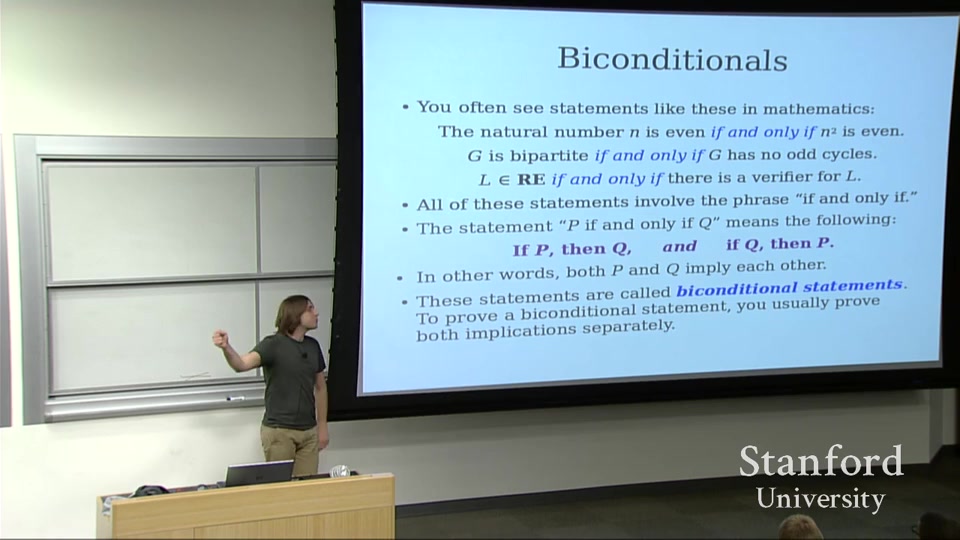 Biconditionals
• You often see statements like these in mathematics:
The natural number n is even if and only if n² is even.
G is bipartite if and only if G has no odd cycles.
L ∈ RE if and only if there is a verifier for L.
• All of these statements involve the phrase “if and only if.”
• The statement “P if and only if Q” means the following:
If P, then Q, and if Q, then P.
• In other words, both P and Q imply each other.
• These statements are called biconditional statements.
To prove a biconditional statement, you usually prove
both implications separately.
Stanford
University